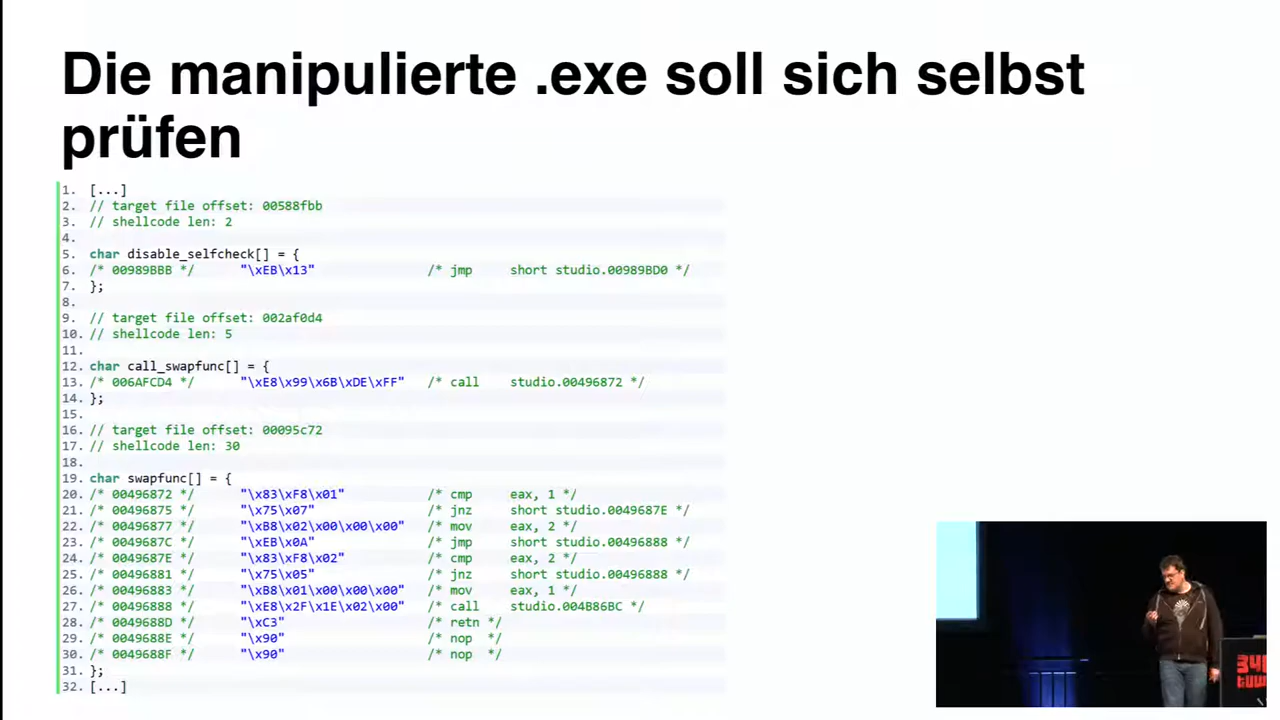 Die manipulierte .exe soll sich selbst
prüfen
1. [...]
2. // target file offset: 00588fbb
3. // shellcode len: 2
4.
5. char disable_selfcheck[] = {
6. /* 00989BBB */ "\xEB\x13" /* jmp short studio.00989BD0 */
7. };
8.
9. // target file offset: 002af0d4
10. // shellcode len: 5
11.
12. char call_swapfunc[] = {
13. /* 006AFCD4 */ "\xE8\x99\x6B\xDE\xFF" /* call studio.00496872 */
14. };
15.
16. // target file offset: 00095c72
17. // shellcode len: 30
18.
19. char swapfunc[] = {
20. /* 00496872 */ "\x83\xF8\x01" /* cmp eax, 1 */
21. /* 00496875 */ "\x75\x07" /* jnz short studio.0049687E */
22. /* 00496877 */ "\xB8\x02\x00\x00\x00" /* mov eax, 2 */
23. /* 0049687C */ "\xEB\x0A" /* jmp short studio.00496888 */
24. /* 0049687E */ "\x83\xF8\x02" /* cmp eax, 2 */
25. /* 00496881 */ "\x75\x05" /* jnz short studio.00496888 */
26. /* 00496883 */ "\xB8\x01\x00\x00\x00" /* mov eax, 1 */
27. /* 00496888 */ "\xE8\x2F\x1E\x02\x00" /* call studio.004B86BC */
28. /* 0049688D */ "\xC3" /* retn */
29. /* 0049688E */ "\x90" /* nop */
30. /* 0049688F */ "\x90" /* nop */
31. };
32. [...]